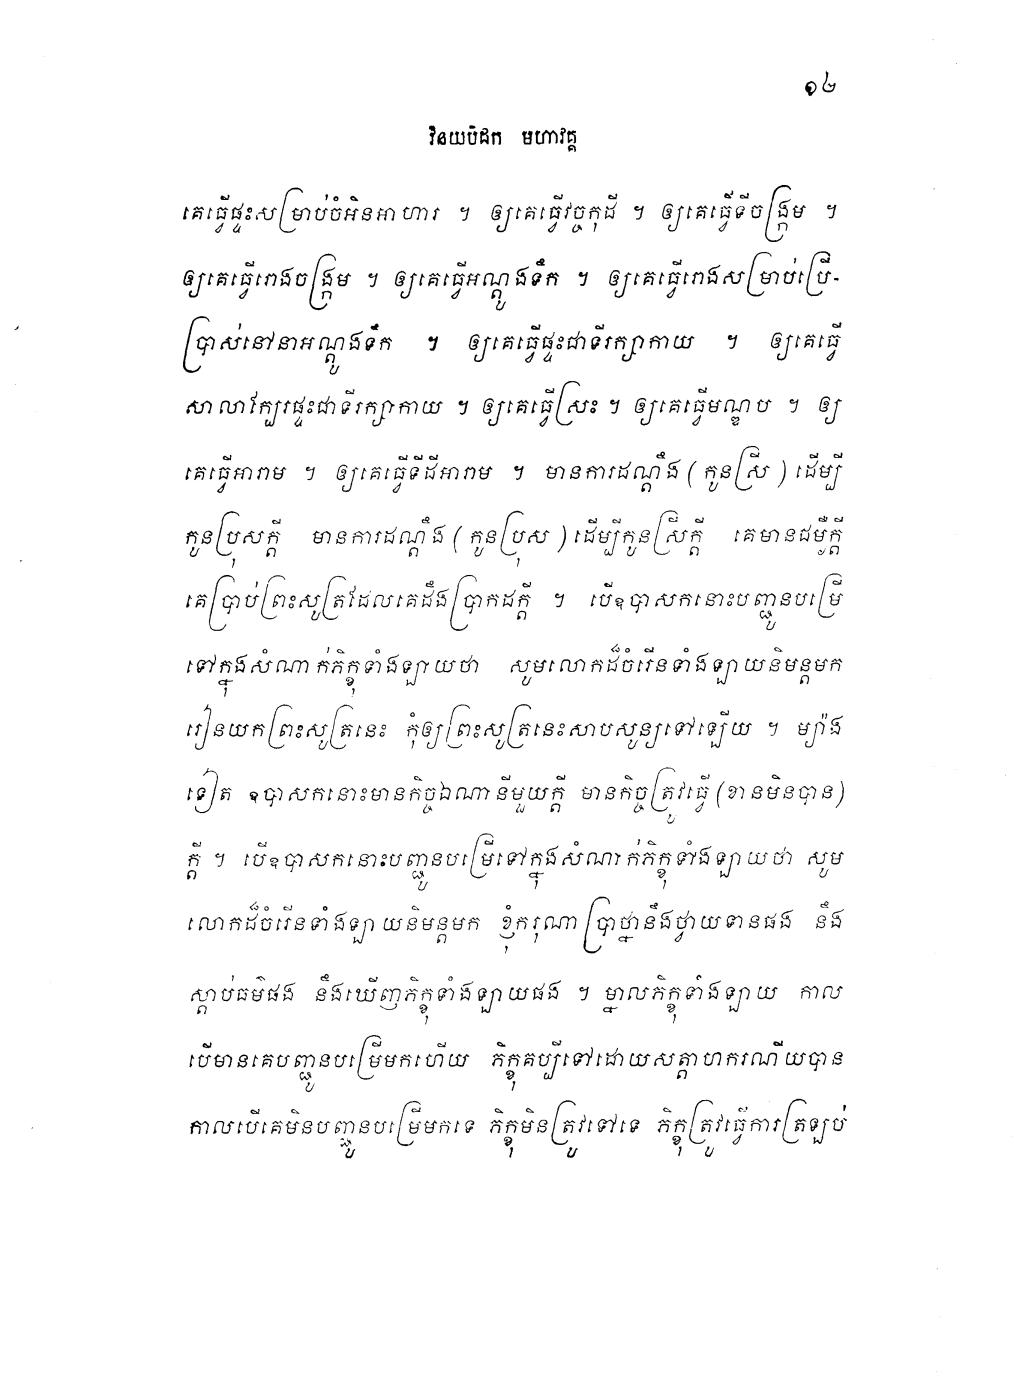 ១២
វិនយបិដក មហាវគ្គ
គេធ្វើផ្ទះសម្រាប់ចំអិនអាហារ ។ ឲ្យគេធ្វើវច្ចកុដី ។ ឲ្យគេធ្វើទីចង្ក្រម ។
ឲ្យគេធ្វើរោងចង្ក្រម ។ ឲ្យគេធ្វើអណ្តូងទឹក ។ ឲ្យគេធ្វើរោងសម្រាប់ប្រើ-
ប្រាស់នៅនាអណ្តូងទឹក ។ ឲ្យគេធ្វើផ្ទះជាទីរក្សាកាយ ។ ឲ្យគេធ្វើ
សាលាក្បែរផ្ទះជាទីរក្សាកាយ ។ ឲ្យគេធ្វើស្រះ ។ ឲ្យគេធ្វើមណ្ឌប ។ ឲ្យ
គេធ្វើអារាម ។ ឲ្យគេធ្វើទីដីអារាម ។ មានការដណ្តឹង (កូនស្រី) ដើម្បី
កូនប្រុសក្តី មានការដណ្តឹង (កូនប្រុស) ដើម្បីកូនស្រីក្តី គេមានជម្ងឺក្តី
គេប្រាប់ព្រះសូត្រដែលគេដឹងប្រាកដក្តី ។ បើឧបាសកនោះបញ្ជូនបម្រើ
ទៅក្នុងសំណាក់ភិក្ខុទាំងឡាយថា សូមលោកដ៏ចំរើនទាំងឡាយនិមន្តមក
រៀនយកព្រះសូត្រនេះ កុំឲ្យព្រះសូត្រនេះសាបសូន្យទៅឡើយ ។ ម្យ៉ាង
ទៀត ឧបាសកនោះមានកិច្ចឯណានីមួយក្តី មានកិច្ចត្រូវធ្វើ (ខានមិនបាន)
ក្តី ។ បើឧបាសកនោះបញ្ជូនបម្រើទៅក្នុងសំណាក់ភិក្ខុទាំងឡាយថា សូម
លោកដ៏ចំរើនទាំងឡាយនិមន្តមក ខ្ញុំករុណាប្រាថ្នានឹងថ្វាយទានផង នឹង
ស្តាប់ធម៌ផង នឹងឃើញភិក្ខុទាំងឡាយផង ។ ម្នាលភិក្ខុទាំងឡាយ កាល
បើមានគេបញ្ជូនបម្រើមកហើយ ភិក្ខុគប្បីទៅដោយសត្តាហករណីយបាន
កាលបើគេមិនបញ្ជូនបម្រើមកទេ ភិក្ខុមិនត្រូវទៅទេ ភិក្ខុត្រូវធ្វើការត្រឡប់